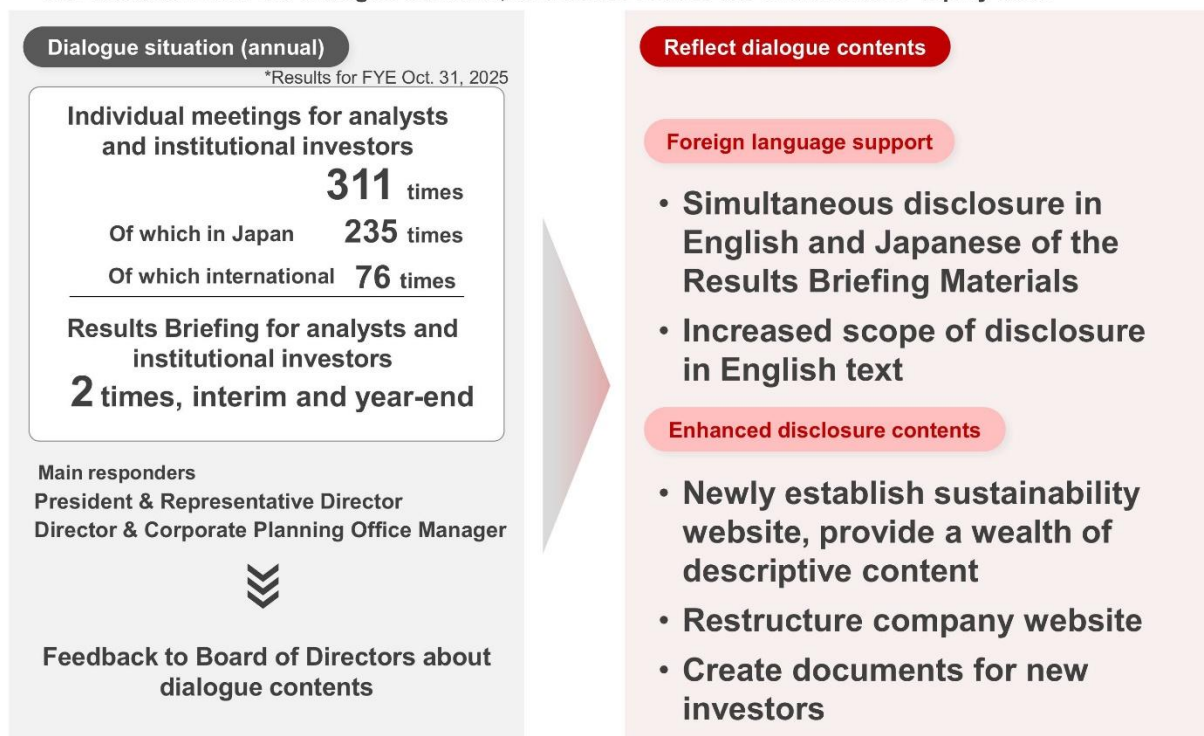 Dialogue situation (annual)
*Results for FYE Oct. 31, 2025
Individual meetings for analysts
and institutional investors
311 times
Of which in Japan 235 times
Of which international 76 times
Results Briefing for analysts and
institutional investors
2 times, interim and year-end
Main responders
President & Representative Director
Director & Corporate Planning Office Manager
Feedback to Board of Directors about
dialogue contents
Reflect dialogue contents
Foreign language support
• Simultaneous disclosure in
English and Japanese of the
Results Briefing Materials
• Increased scope of disclosure
in English text
Enhanced disclosure contents
• Newly establish sustainability
website, provide a wealth of
descriptive content
• Restructure company website
• Create documents for new
investors